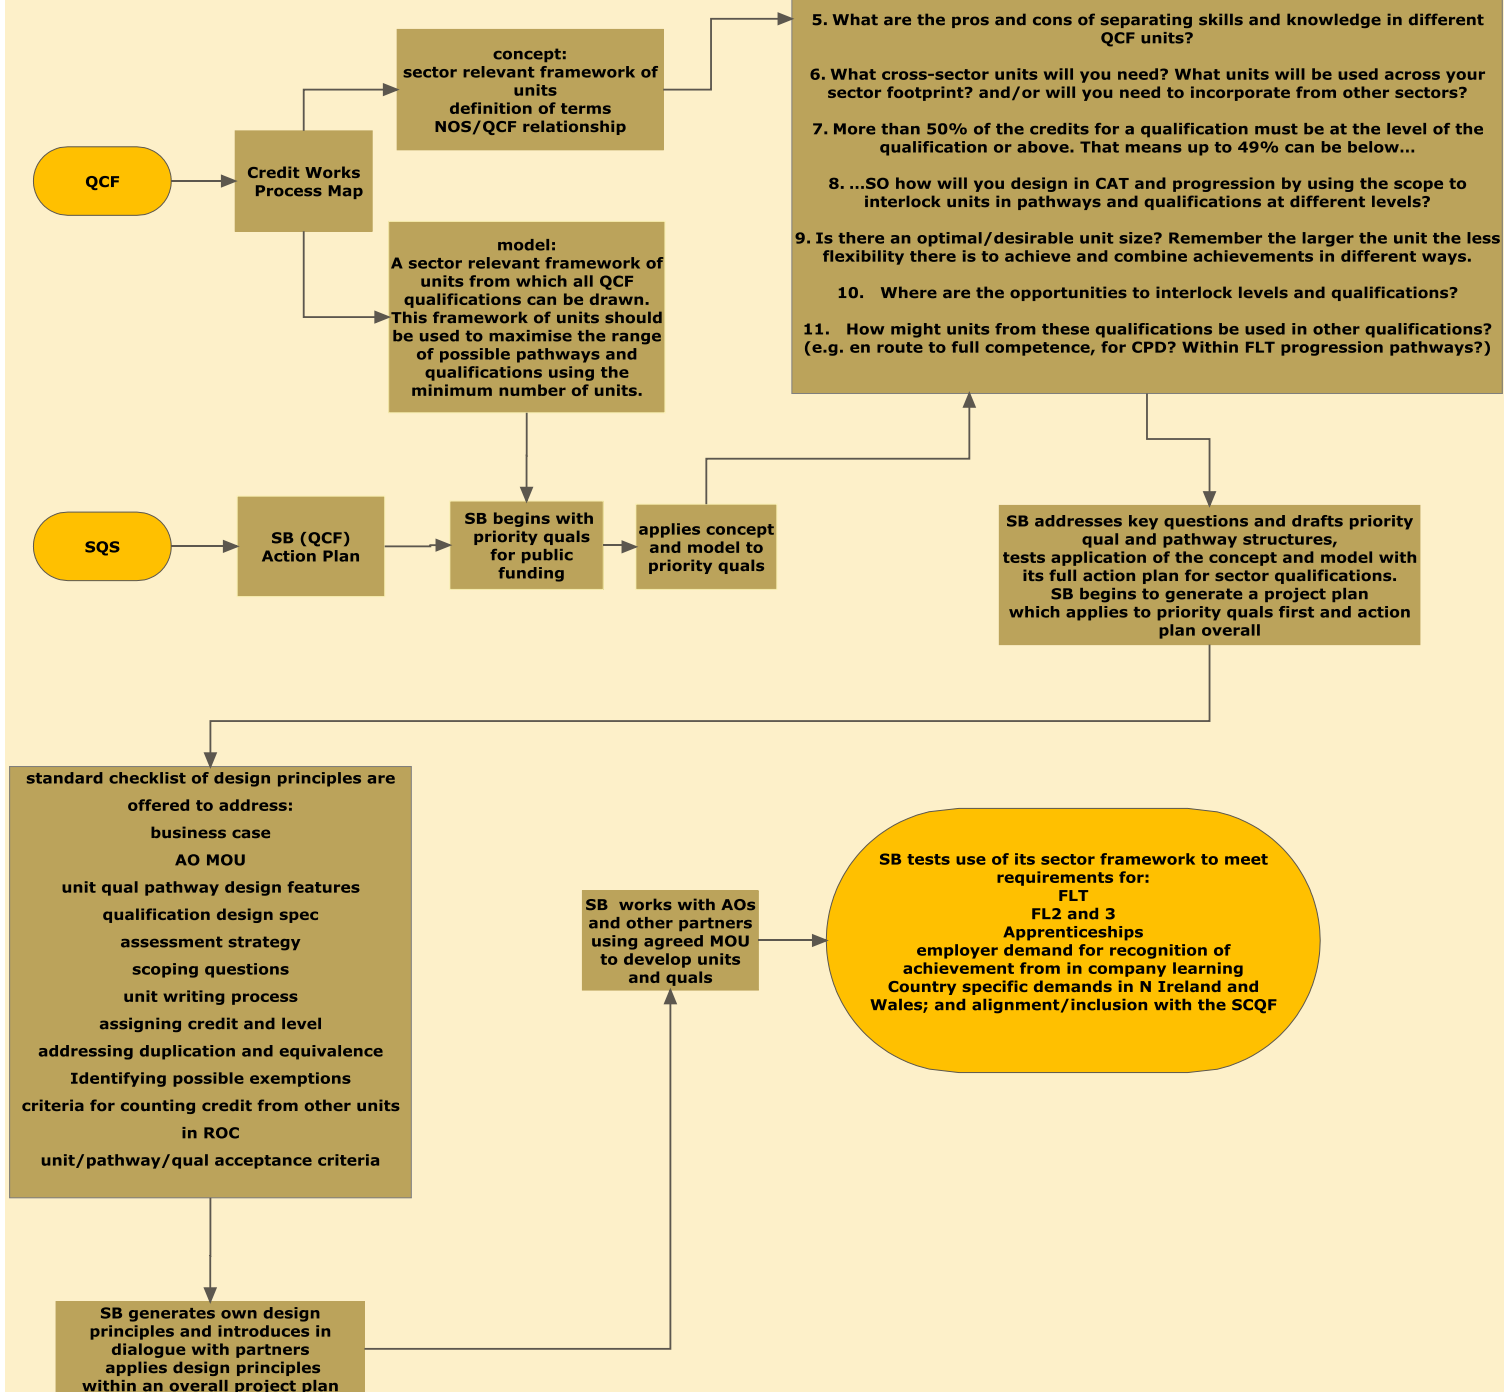 5. What are the pros and cons of separating skills and knowledge in different
QCF units?
6. What cross-sector units will you need? What units will be used across your
sector footprint? and/or will you need to incorporate from other sectors?
7. More than 50% of the credits for a qualification must be at the level of the
qualification or above. That means up to 49% can be below...
8. ...SO how will you design in CAT and progression by using the scope to
interlock units in pathways and qualifications at different levels?
9. Is there an optimal/desirable unit size? Remember the larger the unit the less
flexibility there is to achieve and combine achievements in different ways.
10. Where are the opportunities to interlock levels and qualifications?
11. How might units from these qualifications be used in other qualifications?
(e.g. en route to full competence, for CPD? Within FLT progression pathways?)
concept:
sector relevant framework of
units
definition of terms
NOS/QCF relationship
QCF
Credit Works
Process Map
model:
A sector relevant framework of
units from which all QCF
qualifications can be drawn.
This framework of units should
be used to maximise the range
of possible pathways and
qualifications using the
minimum number of units.
SQS
SB (QCF)
Action Plan
SB begins with
priority quals
for public
funding
applies concept
and model to
priority quals
SB addresses key questions and drafts priority
qual and pathway structures,
tests application of the concept and model with
its full action plan for sector qualifications.
SB begins to generate a project plan
which applies to priority quals first and action
plan overall
standard checklist of design principles are
offered to address:
business case
AO MOU
unit qual pathway design features
qualification design spec
assessment strategy
scoping questions
unit writing process
assigning credit and level
addressing duplication and equivalence
Identifying possible exemptions
criteria for counting credit from other units
in ROC
unit/pathway/qual acceptance criteria
SB works with AOs
and other partners
using agreed MOU
to develop units
and quals
SB tests use of its sector framework to meet
requirements for:
FLT
FL2 and 3
Apprenticeships
employer demand for recognition of
achievement from in company learning
Country specific demands in N Ireland and
Wales; and alignment/inclusion with the SCQF
SB generates own design
principles and introduces in
dialogue with partners
applies design principles
within an overall project plan